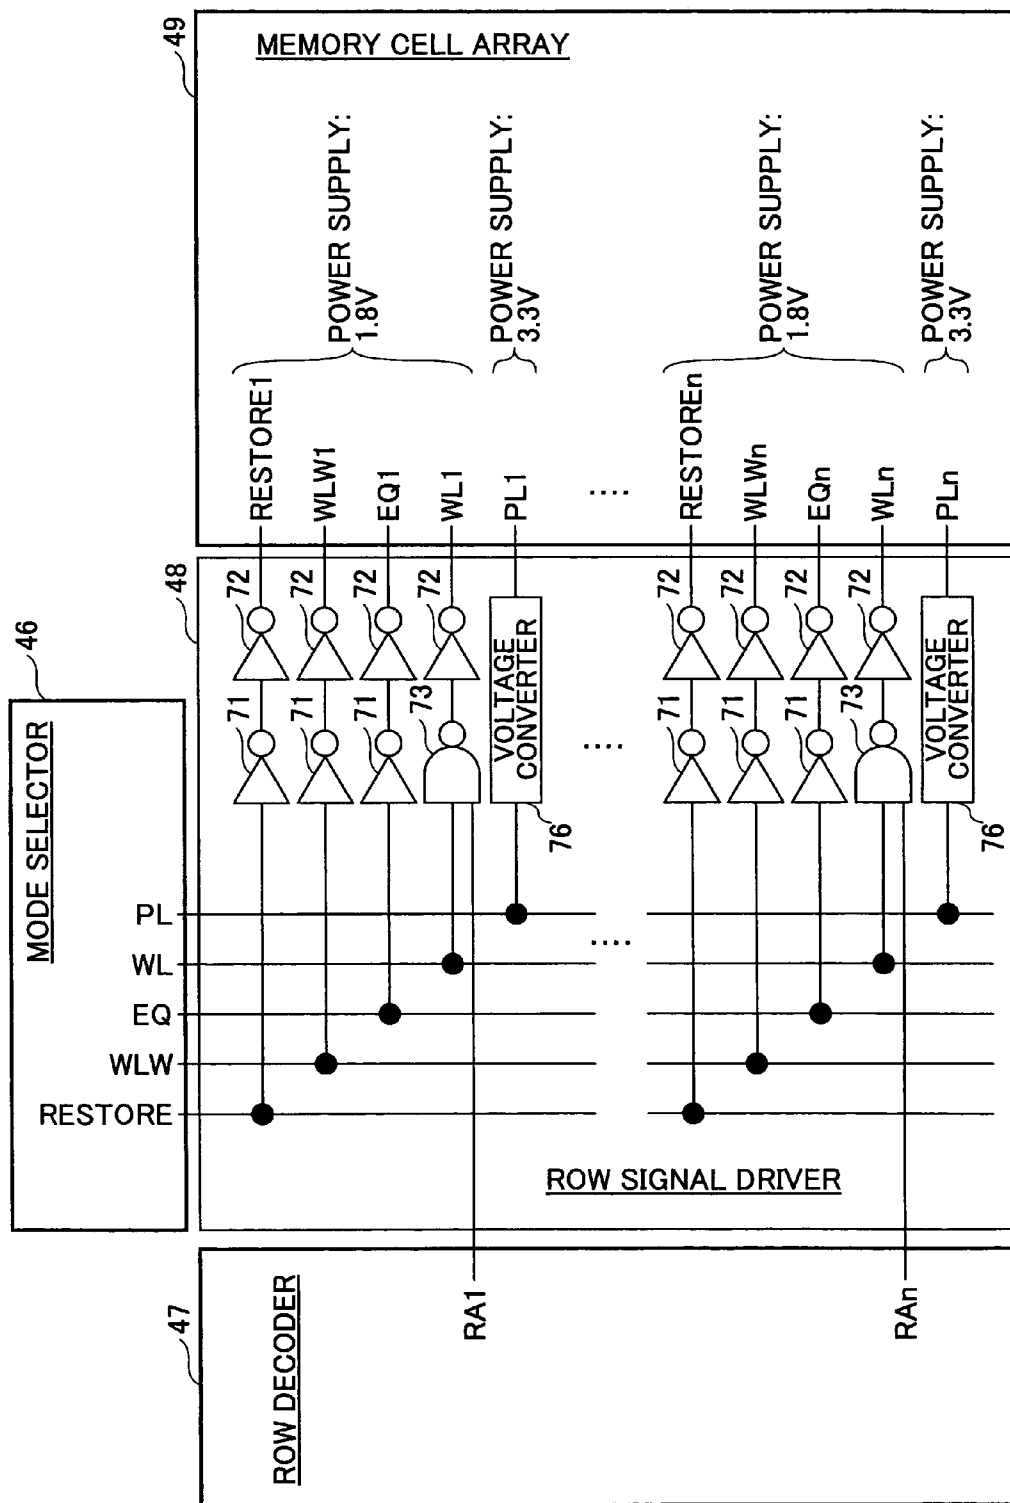 46
MODE SELECTOR
PL
WL
EQ
WLW
RESTORE
47
ROW DECODER
RA1
RAn
48
ROW SIGNAL DRIVER
71
72
71
72
71
72
73
72
VOLTAGE
CONVERTER
76
....
....
71
72
71
72
71
72
73
72
VOLTAGE
CONVERTER
76
49
MEMORY CELL ARRAY
RESTORE1
WLW1
EQ1
WL1
PL1
POWER SUPPLY:
1.8V
POWER SUPPLY:
3.3V
....
RESTOREn
WLWn
EQn
WLn
PLn
POWER SUPPLY:
1.8V
POWER SUPPLY:
3.3V